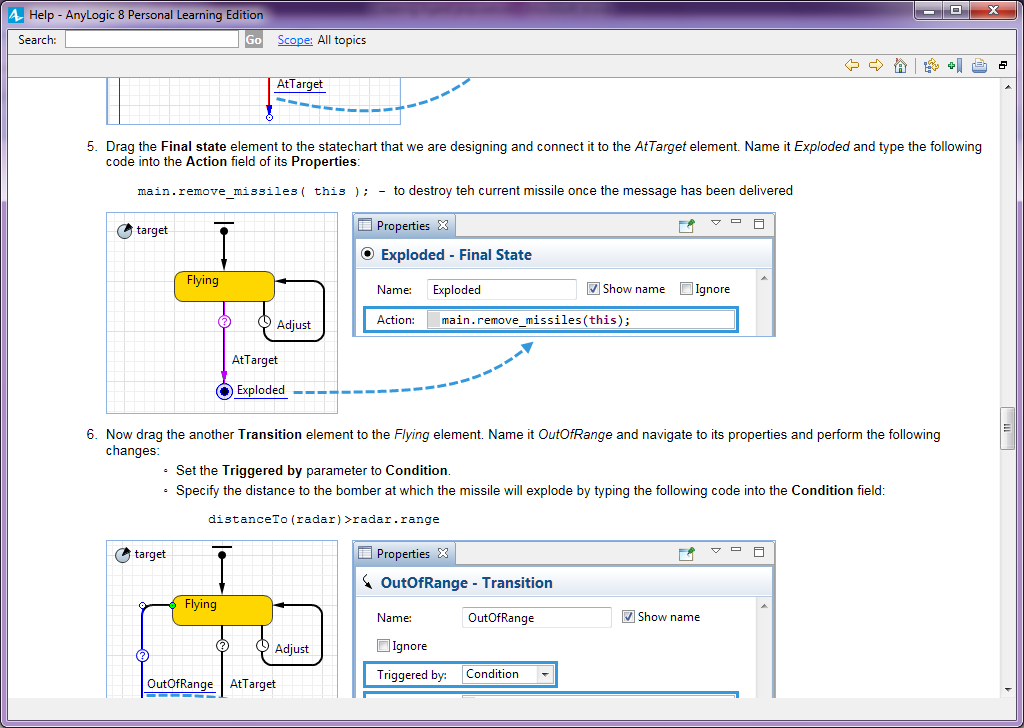 Help - AnyLogic 8 Personal Learning Edition
Search: Go Scope: All topics
AtTarget
5. Drag the Final state element to the statechart that we are designing and connect it to the AtTarget element. Name it Exploded and type the following
code into the Action field of its Properties:
main.remove_missiles( this ); – to destroy teh current missile once the message has been delivered
target
Flying
?
Adjust
AtTarget
Exploded
Properties
Exploded - Final State
Name: Exploded Show name Ignore
Action: main.remove_missiles(this);
6. Now drag the another Transition element to the Flying element. Name it OutOfRange and navigate to its properties and perform the following
changes:
Set the Triggered by parameter to Condition.
Specify the distance to the bomber at which the missile will explode by typing the following code into the Condition field:
distanceTo(radar)>radar.range
target
Flying
?
Adjust
?
OutOfRange AtTarget
Properties
OutOfRange - Transition
Name: OutOfRange Show name
Ignore
Triggered by: Condition